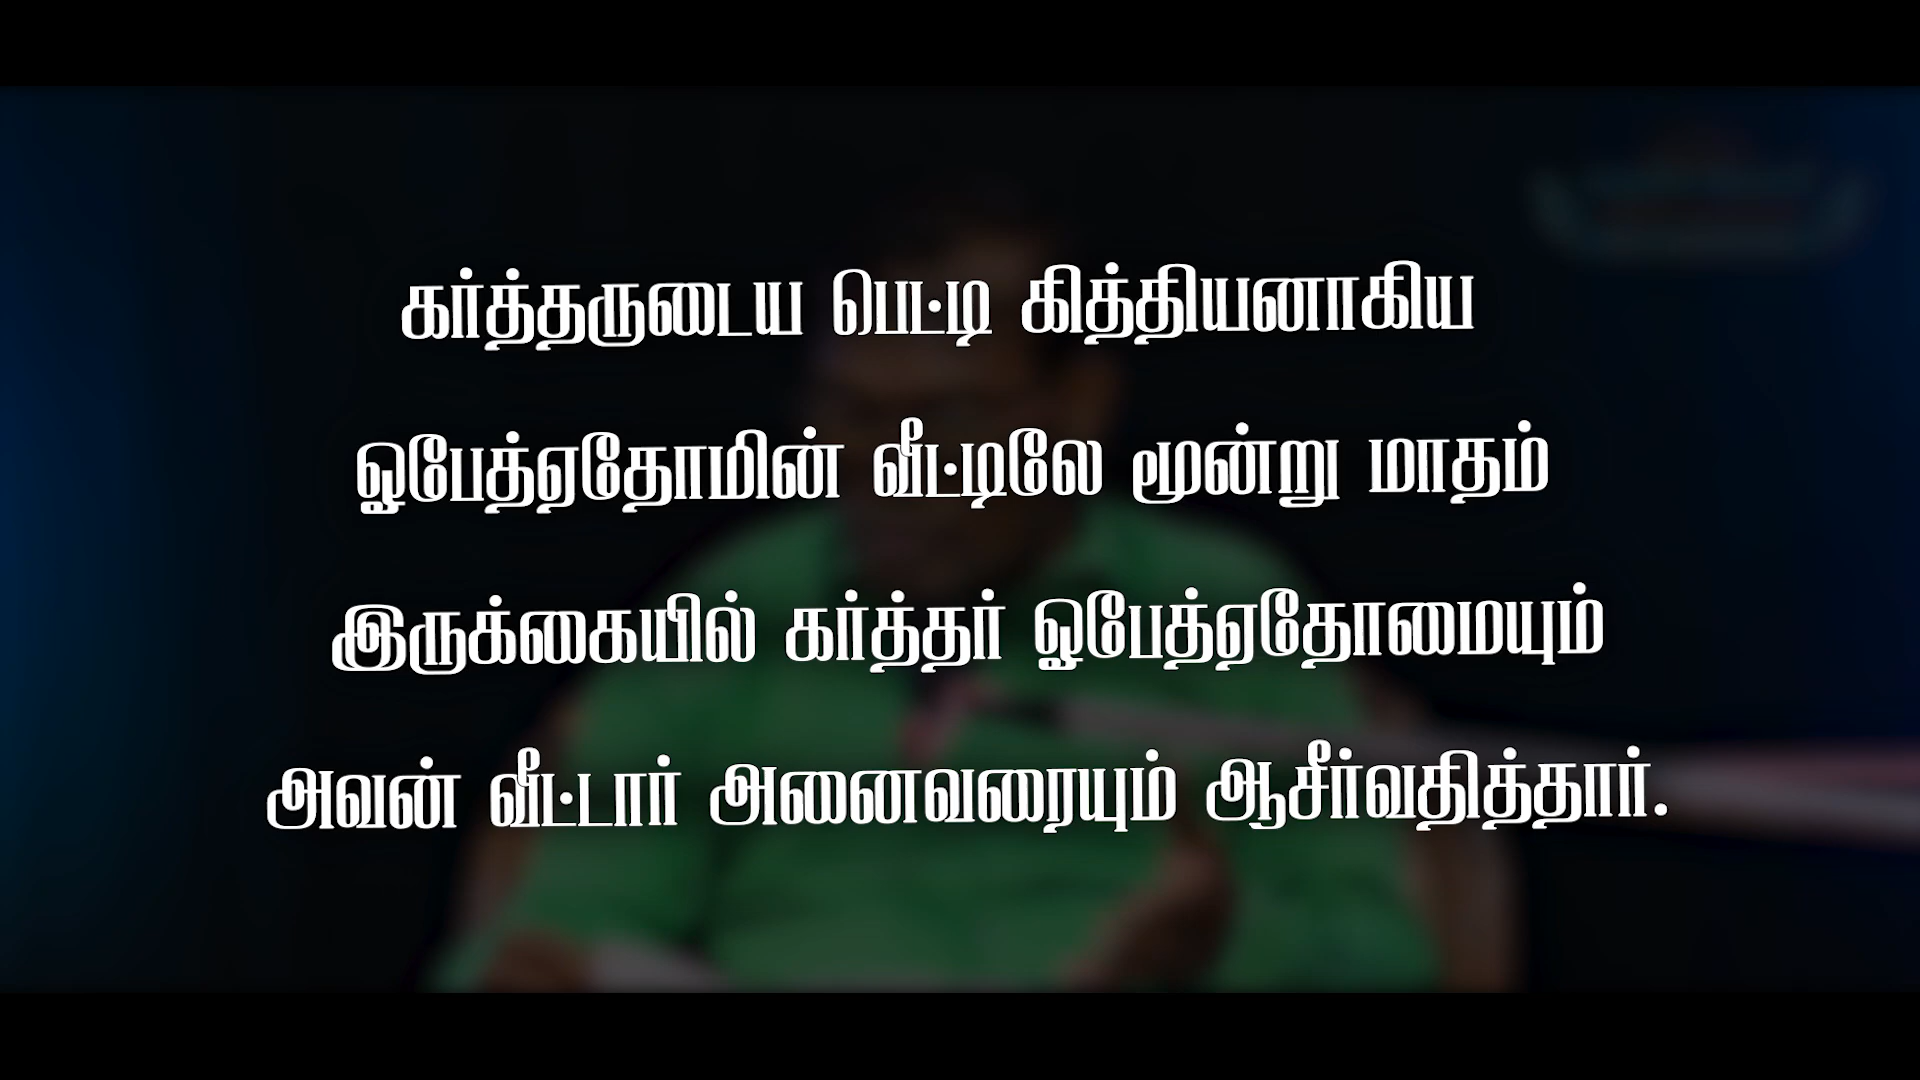 கர்த்தருடைய பெட்டி கித்தியனாகிய
ஓபேத்ஏதோமின் வீட்டிலே மூன்று மாதம்
இருக்கையில் கர்த்தர் ஓபேத்ஏதோமையும்
அவன் வீட்டார் அனைவரையும் ஆசீர்வதித்தார்.